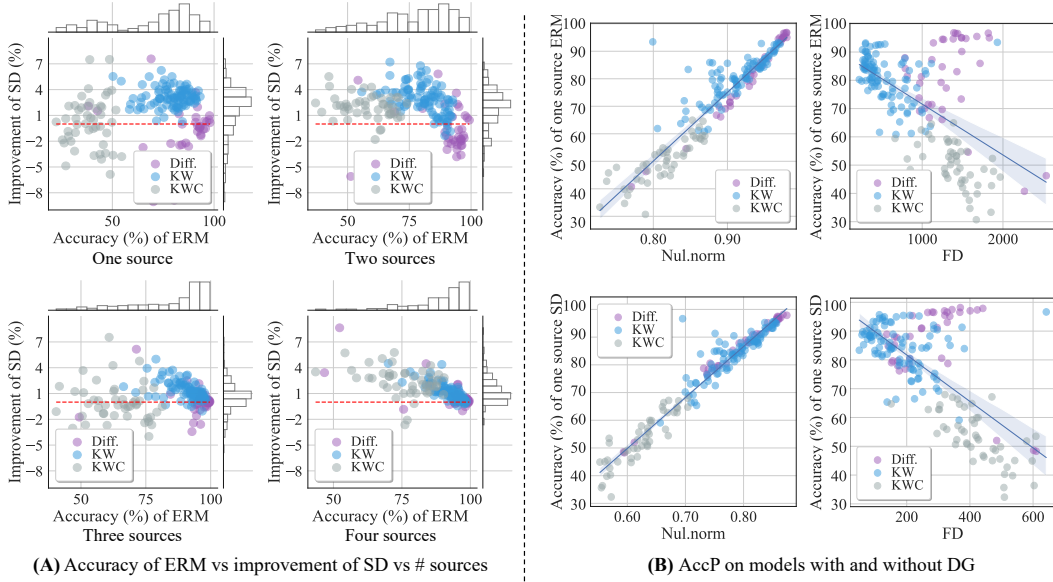 Improvement of SD (%)
7
4
1
−2
−5
−8
Diff.
KW
KWC
50
100
Accuracy (%) of ERM
One source
Improvement of SD (%)
7
4
1
−2
−5
−8
Diff.
KW
KWC
50
75
100
Accuracy (%) of ERM
Two sources
Improvement of SD (%)
7
4
1
−2
−5
−8
Diff.
KW
KWC
50
75
100
Accuracy (%) of ERM
Three sources
Improvement of SD (%)
7
4
1
−2
−5
−8
Diff.
KW
KWC
50
75
100
Accuracy (%) of ERM
Four sources
(A) Accuracy of ERM vs improvement of SD vs # sources
Accuracy (%) of one source ERM
100
90
80
70
60
50
40
30
Diff.
KW
KWC
0.80
0.90
Nul.norm
Accuracy (%) of one source ERM
100
90
80
70
60
50
40
30
Diff.
KW
KWC
1000
2000
FD
Accuracy (%) of one source SD
100
90
80
70
60
50
40
30
Diff.
KW
KWC
0.60
0.70
0.80
Nul.norm
Accuracy (%) of one source SD
100
90
80
70
60
50
40
30
Diff.
KW
KWC
200
400
600
FD
(B) AccP on models with and without DG